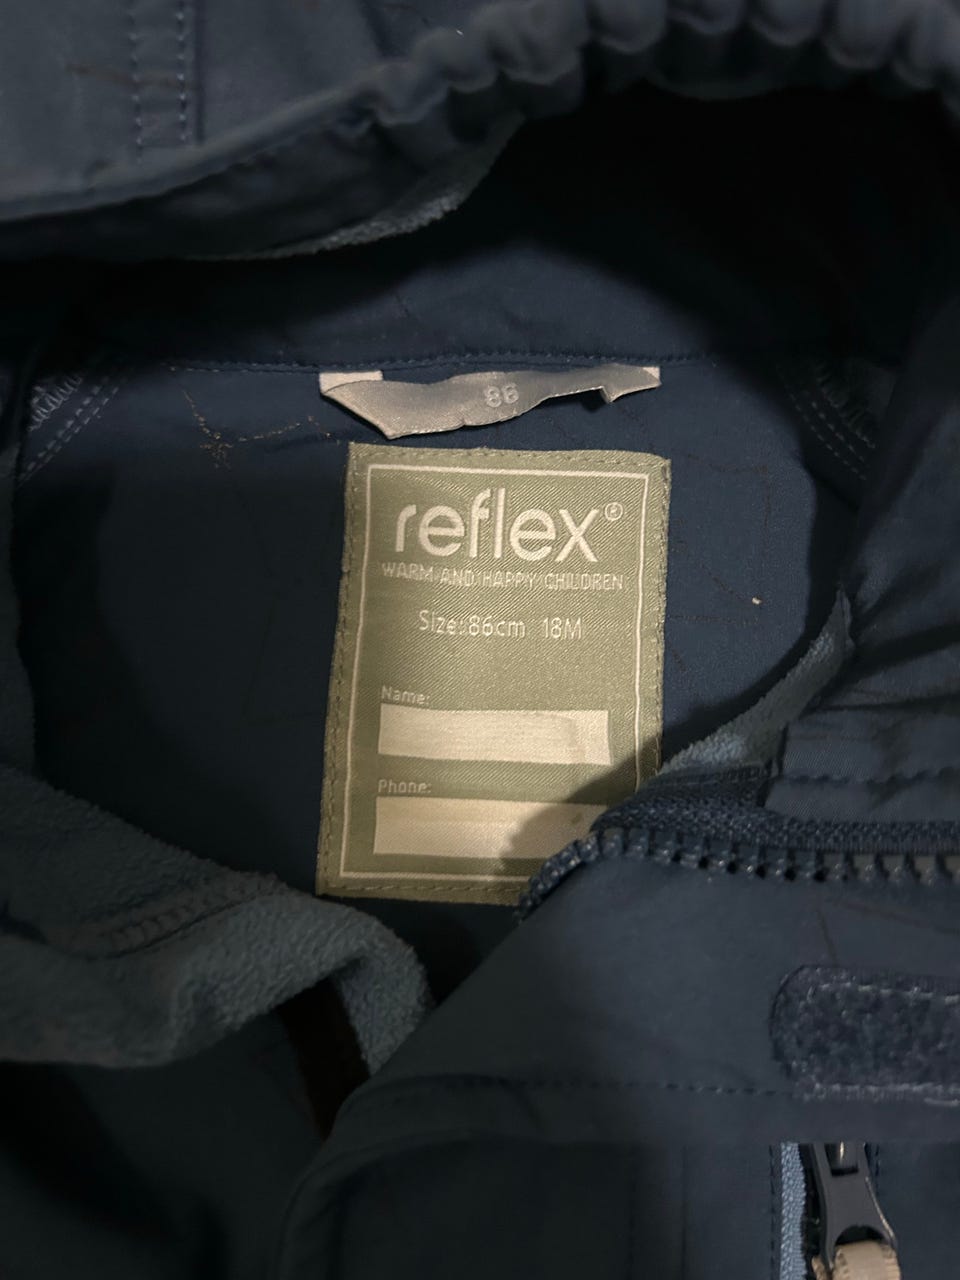 86
reflex®
WARM AND HAPPY CHILDREN
Size: 86cm 18M
Name:
Phone: